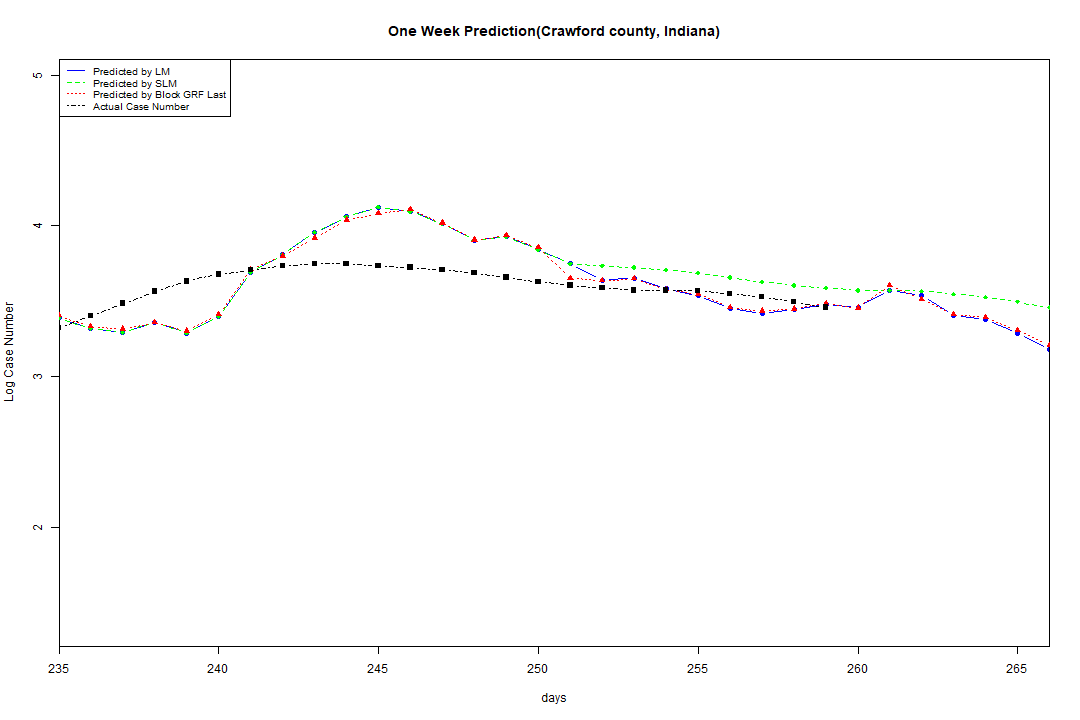 One Week Prediction(Crawford county, Indiana)
Predicted by LM
Predicted by SLM
Predicted by Block GRF Last
Actual Case Number
5
4
3
2
Log Case Number
235 240 245 250 255 260 265
days